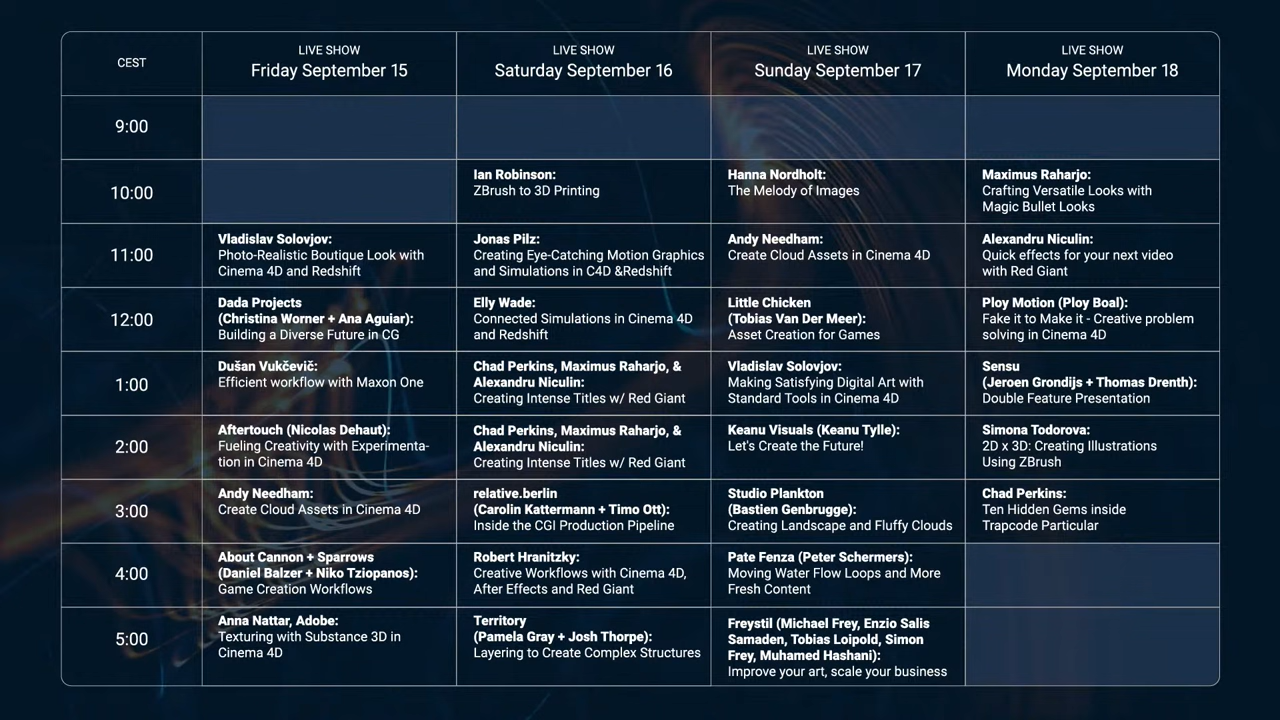 CEST
LIVE SHOW
Friday September 15
LIVE SHOW
Saturday September 16
LIVE SHOW
Sunday September 17
LIVE SHOW
Monday September 18
9:00
10:00
Ian Robinson:
ZBrush to 3D Printing
Hanna Nordholt:
The Melody of Images
Maximus Raharjo:
Crafting Versatile Looks with
Magic Bullet Looks
11:00
Vladislav Solovjov:
Photo-Realistic Boutique Look with
Cinema 4D and Redshift
Jonas Pilz:
Creating Eye-Catching Motion Graphics
and Simulations in C4D &Redshift
Andy Needham:
Create Cloud Assets in Cinema 4D
Alexandru Niculin:
Quick effects for your next video
with Red Giant
12:00
Dada Projects
(Christina Worner + Ana Aguiar):
Building a Diverse Future in CG
Elly Wade:
Connected Simulations in Cinema 4D
and Redshift
Little Chicken
(Tobias Van Der Meer):
Asset Creation for Games
Ploy Motion (Ploy Boal):
Fake it to Make it - Creative problem
solving in Cinema 4D
1:00
Dušan Vukčevič:
Efficient workflow with Maxon One
Chad Perkins, Maximus Raharjo, &
Alexandru Niculin:
Creating Intense Titles w/ Red Giant
Vladislav Solovjov:
Making Satisfying Digital Art with
Standard Tools in Cinema 4D
Sensu
(Jeroen Grondijs + Thomas Drenth):
Double Feature Presentation
2:00
Aftertouch (Nicolas Dehaut):
Fueling Creativity with Experimenta-
tion in Cinema 4D
Chad Perkins, Maximus Raharjo, &
Alexandru Niculin:
Creating Intense Titles w/ Red Giant
Keanu Visuals (Keanu Tylle):
Let's Create the Future!
Simona Todorova:
2D x 3D: Creating Illustrations
Using ZBrush
3:00
Andy Needham:
Create Cloud Assets in Cinema 4D
relative.berlin
(Carolin Kattermann + Timo Ott):
Inside the CGI Production Pipeline
Studio Plankton
(Bastien Genbrugge):
Creating Landscape and Fluffy Clouds
Chad Perkins:
Ten Hidden Gems inside
Trapcode Particular
4:00
About Cannon + Sparrows
(Daniel Balzer + Niko Tziopanos):
Game Creation Workflows
Robert Hranitzky:
Creative Workflows with Cinema 4D,
After Effects and Red Giant
Pate Fenza (Peter Schermers):
Moving Water Flow Loops and More
Fresh Content
5:00
Anna Nattar, Adobe:
Texturing with Substance 3D in
Cinema 4D
Territory
(Pamela Gray + Josh Thorpe):
Layering to Create Complex Structures
Freystil (Michael Frey, Enzio Salis
Samaden, Tobias Loipold, Simon
Frey, Muhamed Hashani):
Improve your art, scale your business